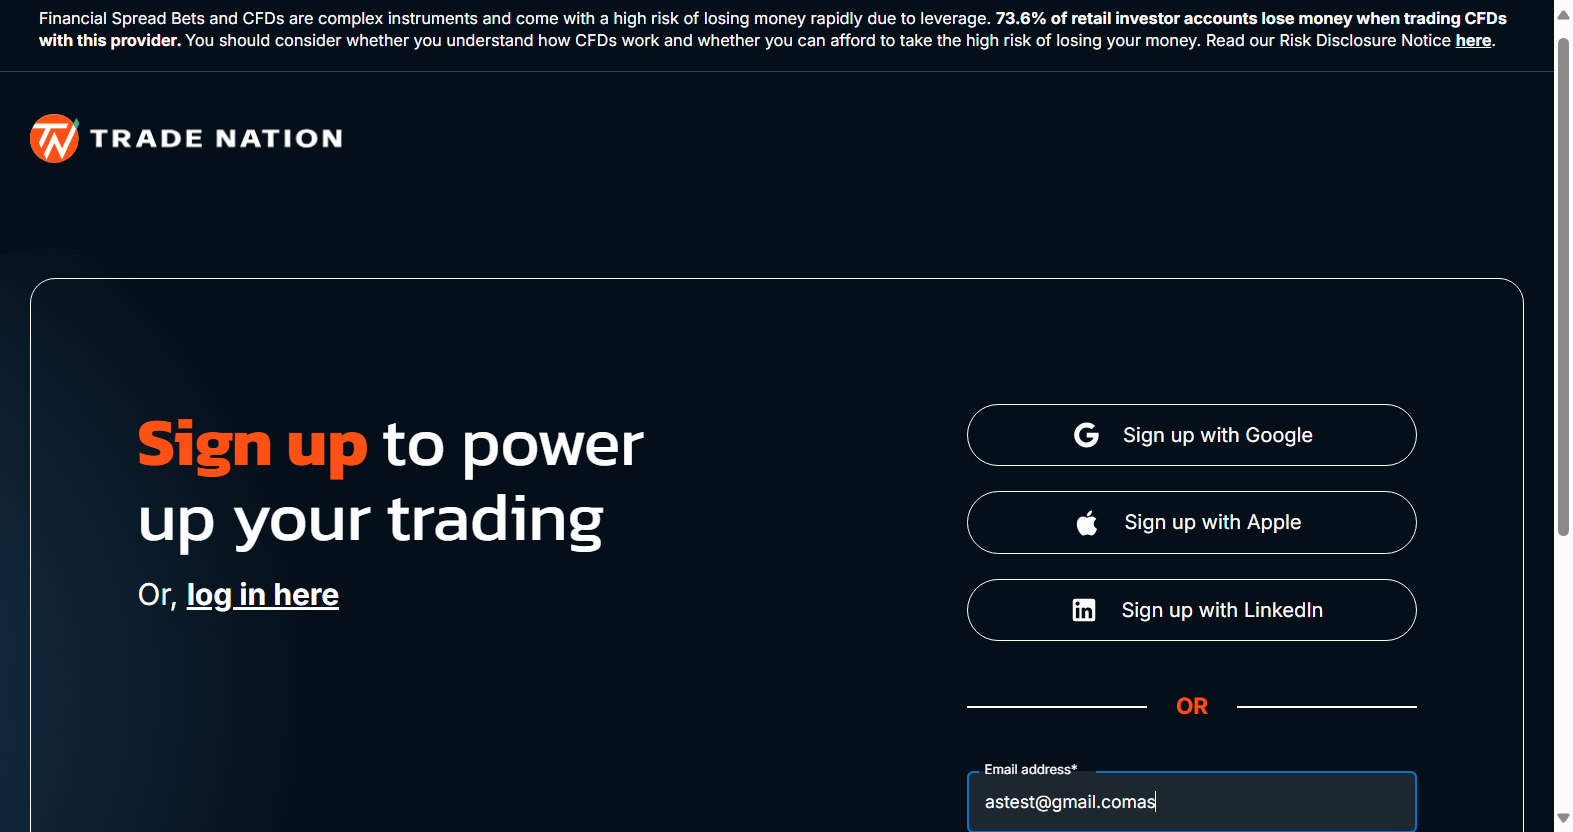 Financial Spread Bets and CFDs are complex instruments and come with a high risk of losing money rapidly due to leverage. 73.6% of retail investor accounts lose money when trading CFDs
with this provider. You should consider whether you understand how CFDs work and whether you can afford to take the high risk of losing your money. Read our Risk Disclosure Notice here.
TRADE NATION
Sign up to power
up your trading
Or, log in here
Sign up with Google
Sign up with Apple
Sign up with LinkedIn
OR
Email address*
astest@gmail.comas